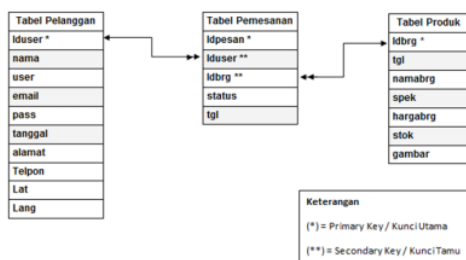 Tabel Pelanggan
Iduser *
nama
user
email
pass
tanggal
alamat
Telpon
Lat
Lang
Tabel Pemesanan
Idpesan *
Iduser **
Idbrg **
status
tgl
Tabel Produk
Idbrg *
tgl
namabrg
spek
hargabrg
stok
gambar
Keterangan
(*) = Primary Key / Kunci Utama
(**) = Secondary Key / Kunci Tamu